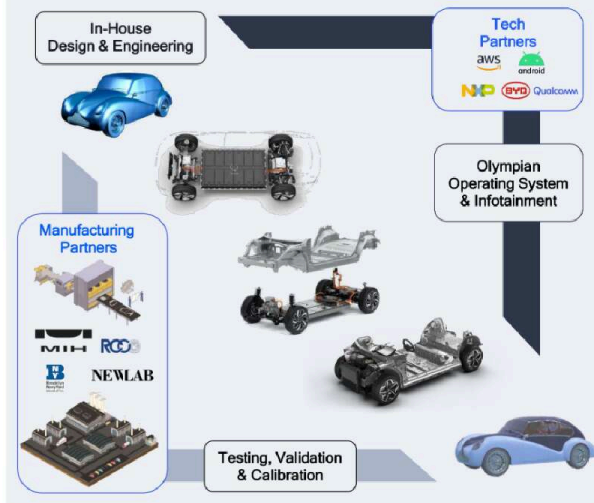 In-House
Design & Engineering
Tech
Partners
aws
android
NXP BYD Qualcomm
Olympian
Operating System
& Infotainment
Manufacturing
Partners
MIH
NEWLAB
Testing, Validation
& Calibration